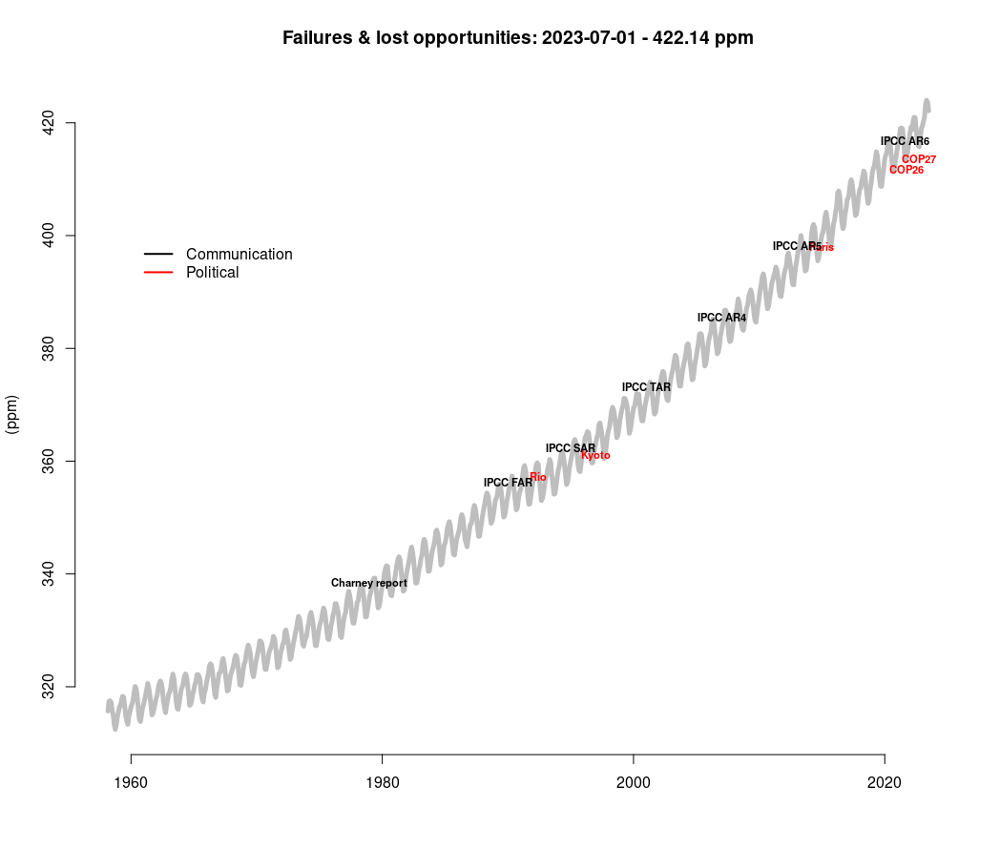 Failures & lost opportunities: 2023-07-01 - 422.14 ppm
420
IPCC AR6
COP27
COP26
400
IPCC AR5
Paris
Communication
Political
380
IPCC AR4
(ppm)
IPCC TAR
360
IPCC SAR
Kyoto
IPCC FAR
Rio
340
Charney report
320
1960
1980
2000
2020